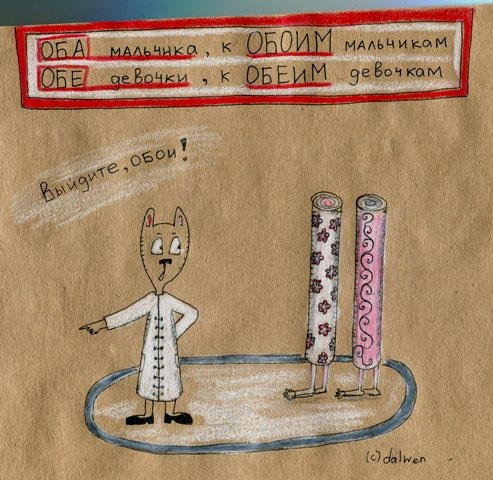 ОБА мальчика, к ОБОИМ мальчикам
ОБЕ девочки, к ОБЕИМ девочкам
Выйдите, обои!
(c) dalwen